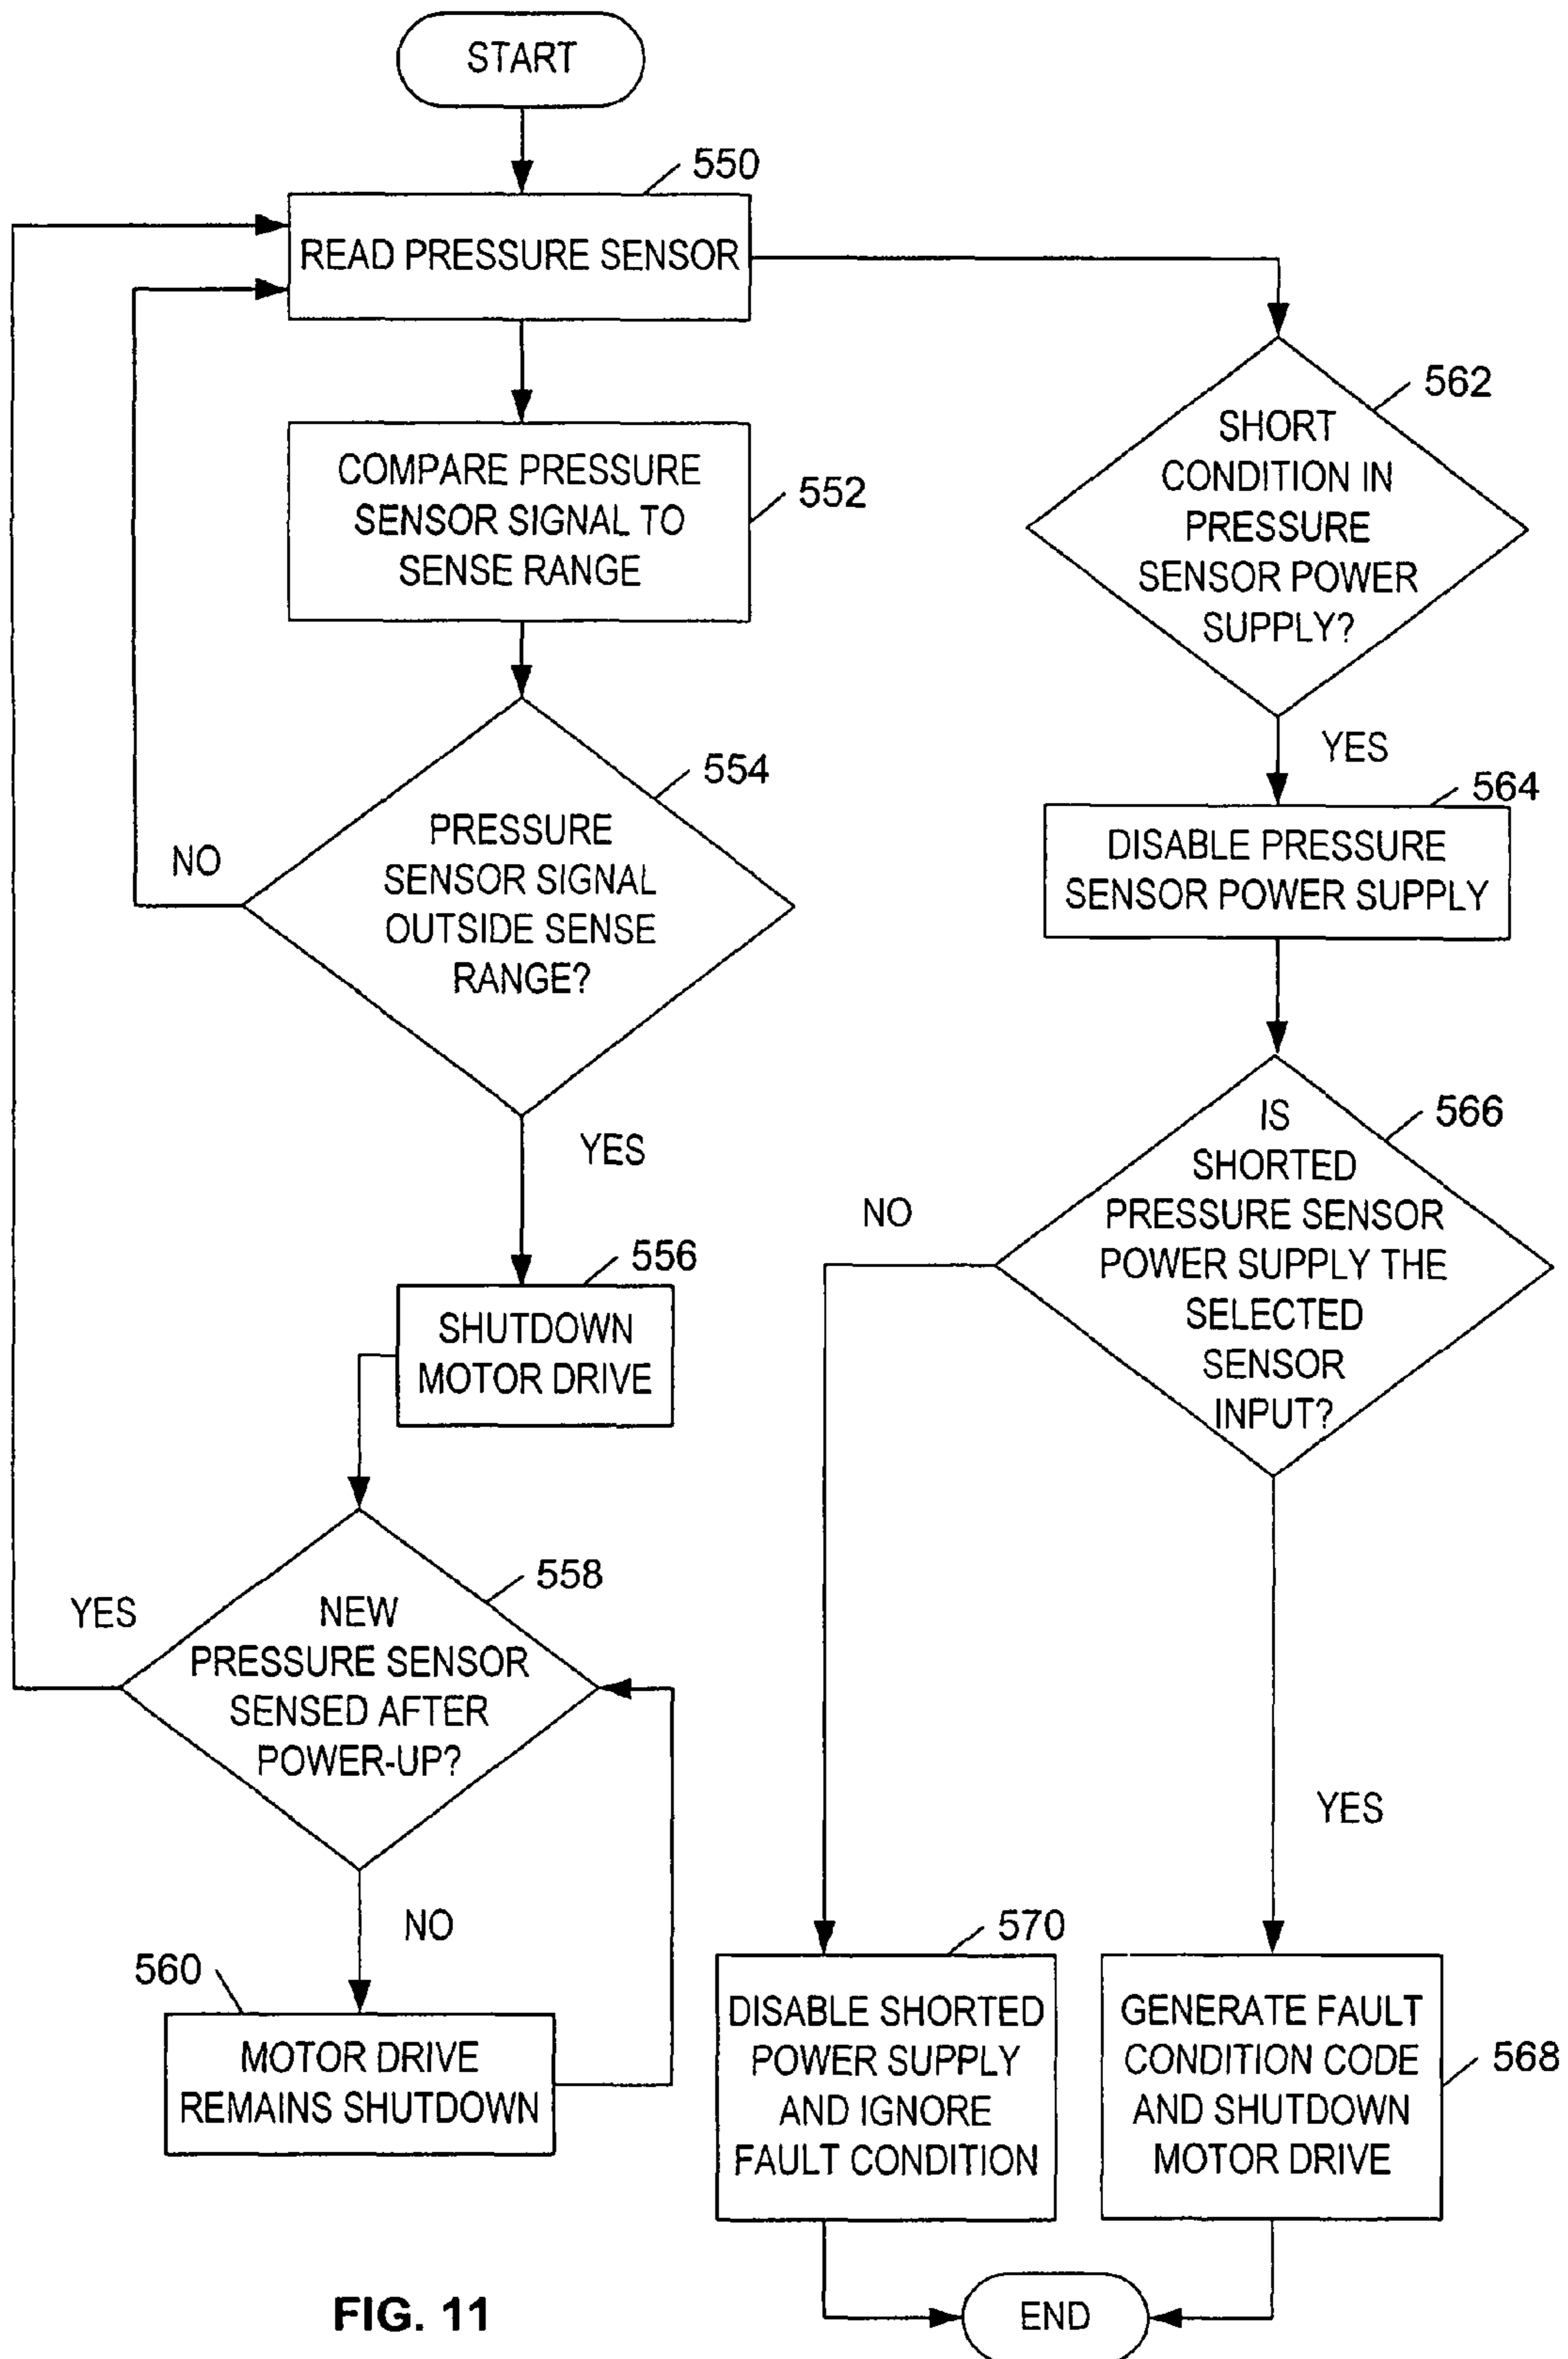 START
550
READ PRESSURE SENSOR
COMPARE PRESSURE
SENSOR SIGNAL TO
SENSE RANGE
552
554
PRESSURE
SENSOR SIGNAL
OUTSIDE SENSE
RANGE?
NO
YES
556
SHUTDOWN
MOTOR DRIVE
558
NEW
PRESSURE SENSOR
SENSED AFTER
POWER-UP?
YES
NO
560
MOTOR DRIVE
REMAINS SHUTDOWN
562
SHORT
CONDITION IN
PRESSURE
SENSOR POWER
SUPPLY?
YES
564
DISABLE PRESSURE
SENSOR POWER SUPPLY
566
IS
SHORTED
PRESSURE SENSOR
POWER SUPPLY THE
SELECTED
SENSOR
INPUT?
NO
YES
570
DISABLE SHORTED
POWER SUPPLY
AND IGNORE
FAULT CONDITION
GENERATE FAULT
CONDITION CODE
AND SHUTDOWN
MOTOR DRIVE
568
END
FIG. 11